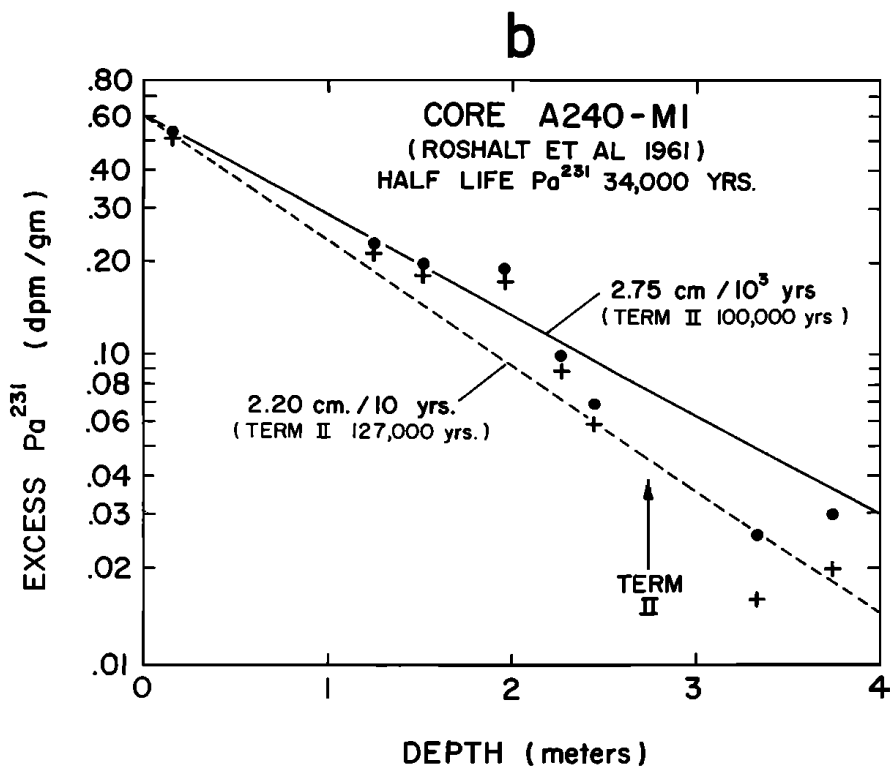 b
CORE A240-M1
(ROSHALT ET AL 1961)
HALF LIFE Pa²³¹ 34,000 YRS.
2.75 cm /10³ yrs
(TERM II 100,000 yrs)
2.20 cm. /10 yrs.
(TERM II 127,000 yrs.)
TERM
II
EXCESS Pa²³¹ (dpm /gm)
.80
.60
.40
.30
.20
.10
.08
.06
.04
.03
.02
.01
0 1 2 3 4
DEPTH (meters)